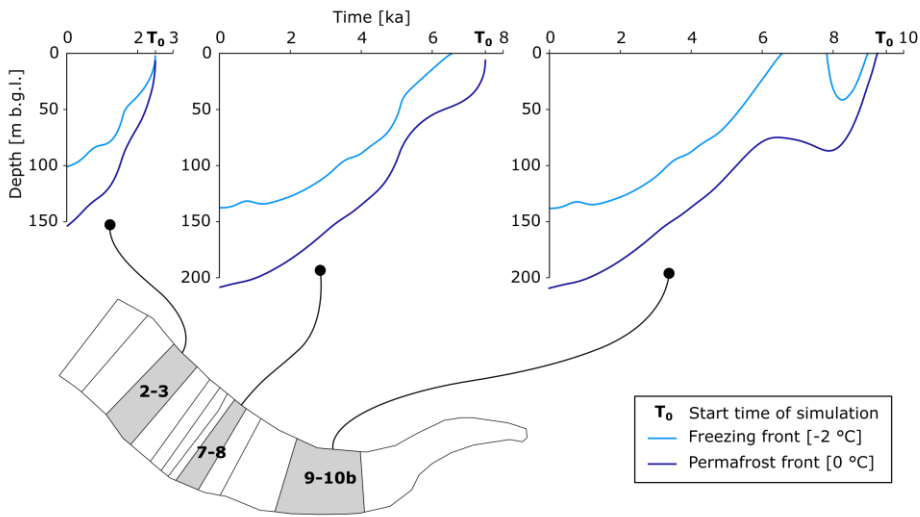 Time [ka]
0 2 T₀ 3
0 2 4 6 T₀ 8
0 2 4 6 8 T₀ 10
Depth [m b.g.l.]
0
50
100
150
0
50
100
150
200
0
50
100
150
200
2-3
7-8
9-10b
T₀ Start time of simulation
Freezing front [-2 °C]
Permafrost front [0 °C]